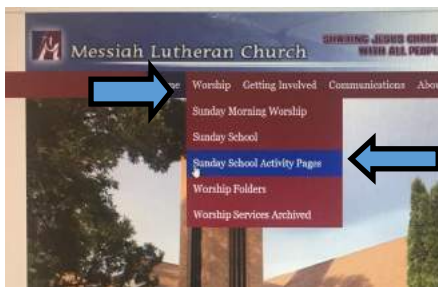 SHARING JESUS CHRIST
Messiah Lutheran Church
WITH ALL PEOPLE
Worship Getting Involved Communications
Sunday Morning Worship
Sunday School
Sunday School Activity Pages
Worship Folders
Worship Services Archived